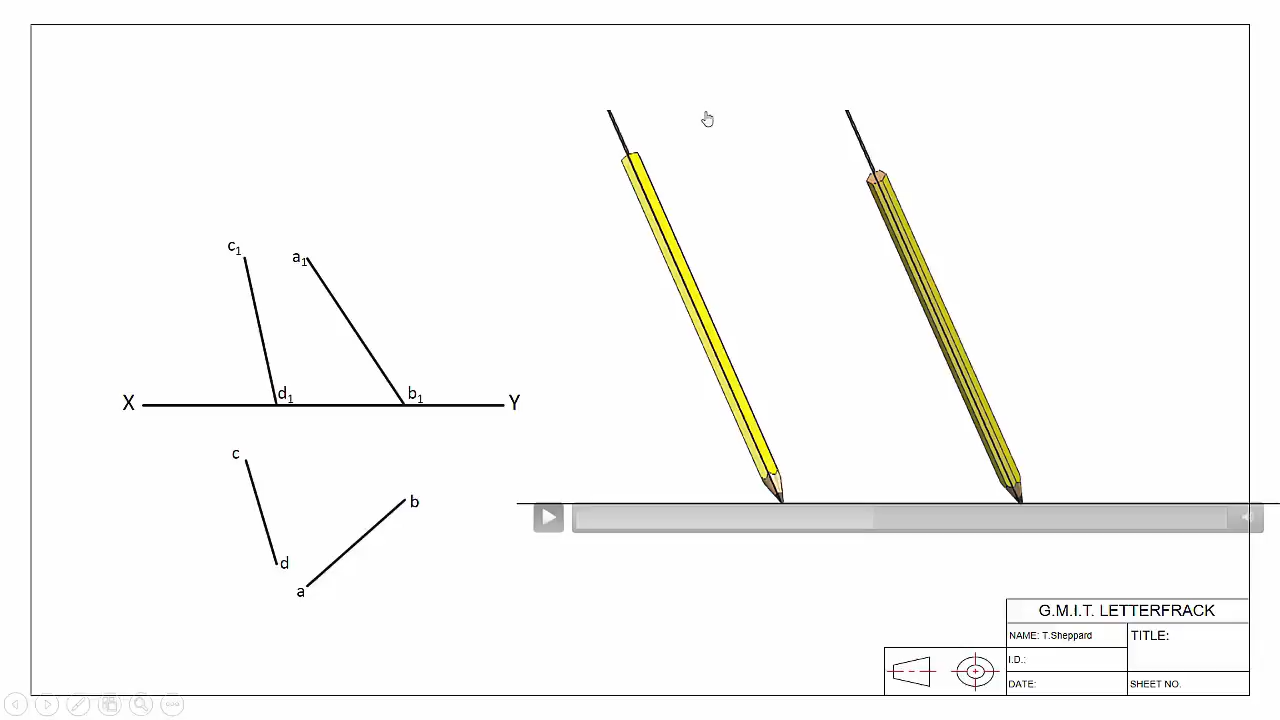 c1
a1
d1
b1
X
Y
c
b
d
a
G.M.I.T. LETTERFRACK
NAME: T.Sheppard
TITLE:
I.D.:
DATE:
SHEET NO.